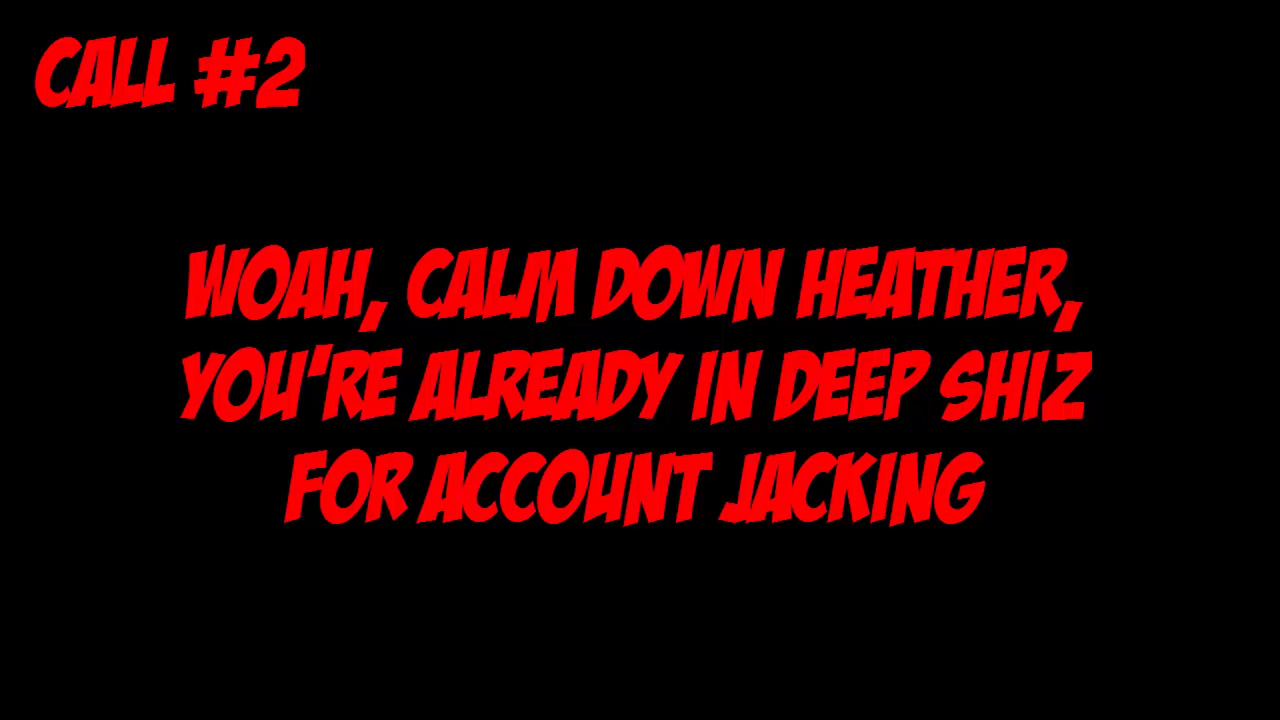 CALL #2
WOAH, CALM DOWN HEATHER,
YOU'RE ALREADY IN DEEP SHIZ
FOR ACCOUNT JACKING